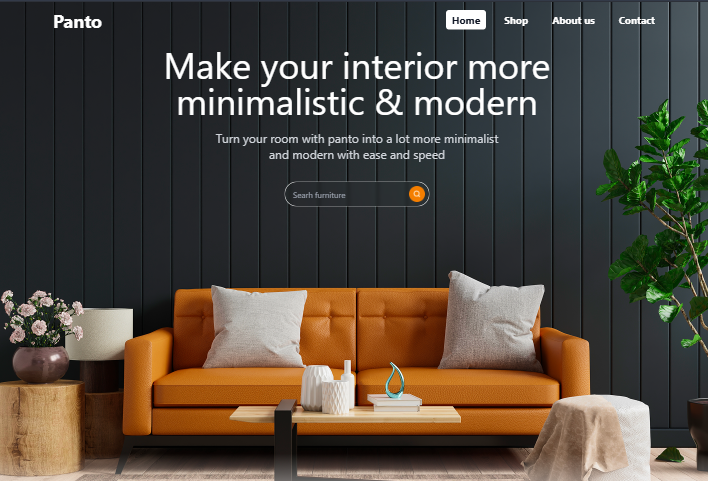 Panto
Home Shop About us Contact
Make your interior more
minimalistic & modern
Turn your room with panto into a lot more minimalist
and modern with ease and speed
Searh furniture